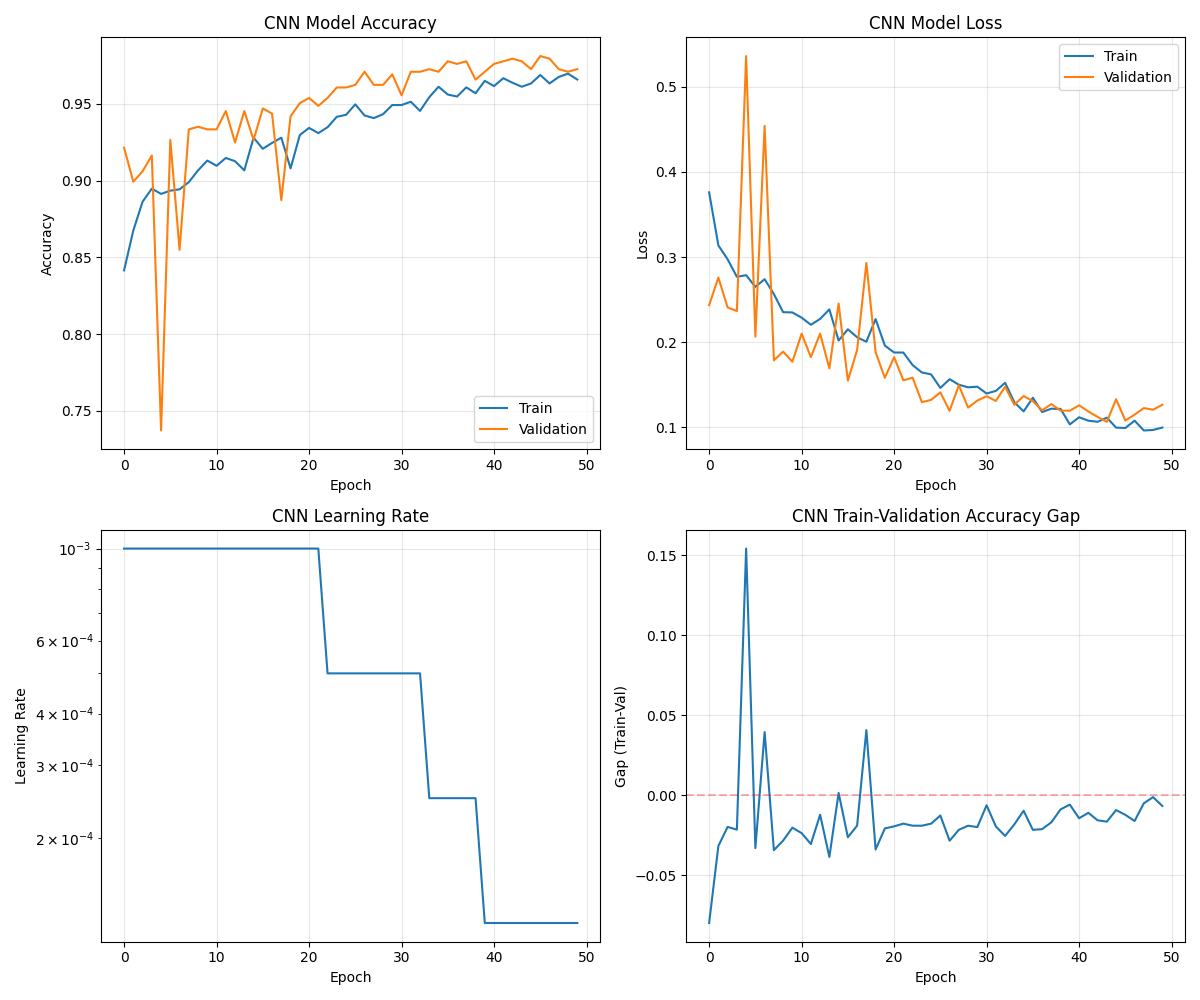 CNN Model Accuracy
Accuracy
0.95
0.90
0.85
0.80
0.75
Train
Validation
0 10 20 30 40 50
Epoch
CNN Model Loss
Loss
0.5
0.4
0.3
0.2
0.1
Train
Validation
0 10 20 30 40 50
Epoch
CNN Learning Rate
Learning Rate
10⁻³
6 × 10⁻⁴
4 × 10⁻⁴
3 × 10⁻⁴
2 × 10⁻⁴
0 10 20 30 40 50
Epoch
CNN Train-Validation Accuracy Gap
Gap (Train-Val)
0.15
0.10
0.05
0.00
−0.05
0 10 20 30 40 50
Epoch